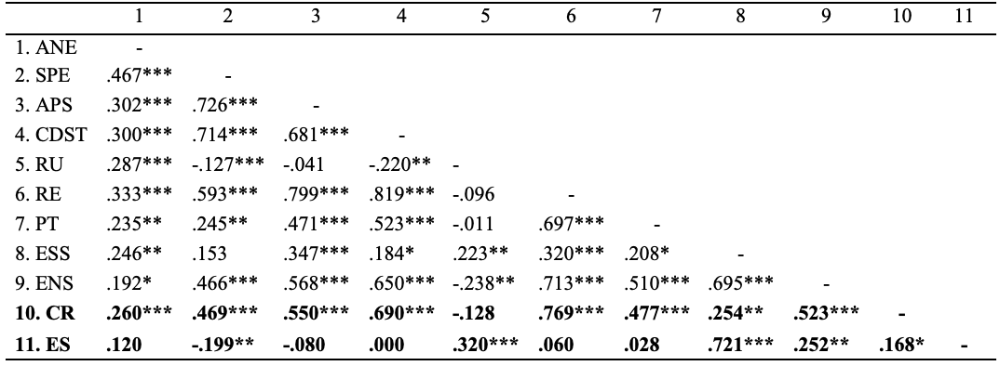 1 2 3 4 5 6 7 8 9 10 11
1. ANE -
2. SPE .467*** -
3. APS .302*** .726*** -
4. CDST .300*** .714*** .681*** -
5. RU .287*** -.127*** -.041 -.220** -
6. RE .333*** .593*** .799*** .819*** -.096 -
7. PT .235** .245** .471*** .523*** -.011 .697*** -
8. ESS .246** .153 .347*** .184* .223** .320*** .208* -
9. ENS .192* .466*** .568*** .650*** -.238** .713*** .510*** .695*** -
10. CR .260*** .469*** .550*** .690*** -.128 .769*** .477*** .254** .523*** -
11. ES .120 -.199** -.080 .000 .320*** .060 .028 .721*** .252** .168* -